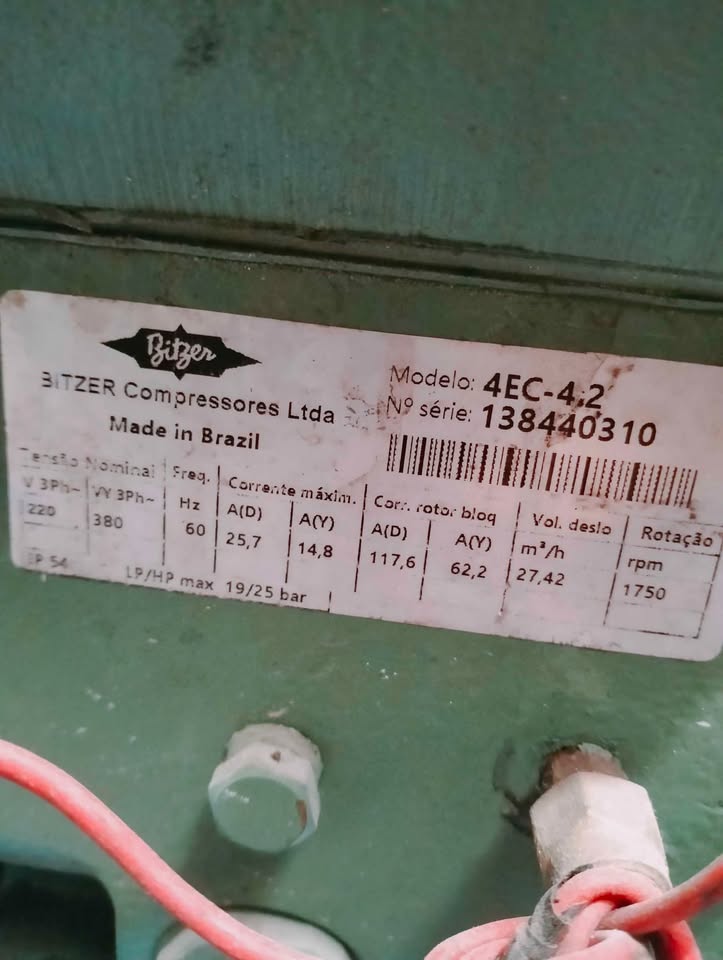 Bitzer
BITZER Compressores Ltda
Made in Brazil
Modelo: 4EC-4.2
Nº série: 138440310
Tensão Nominal Freq. Corrente máxim. Corr. rotor bloq Vol. deslo Rotação
V 3Ph~ VY 3Ph~ Hz A(D) A(Y) A(D) A(Y) m³/h rpm
220 380 60 25,7 14,8 117,6 62,2 27,42 1750
IP 54 LP/HP max 19/25 bar